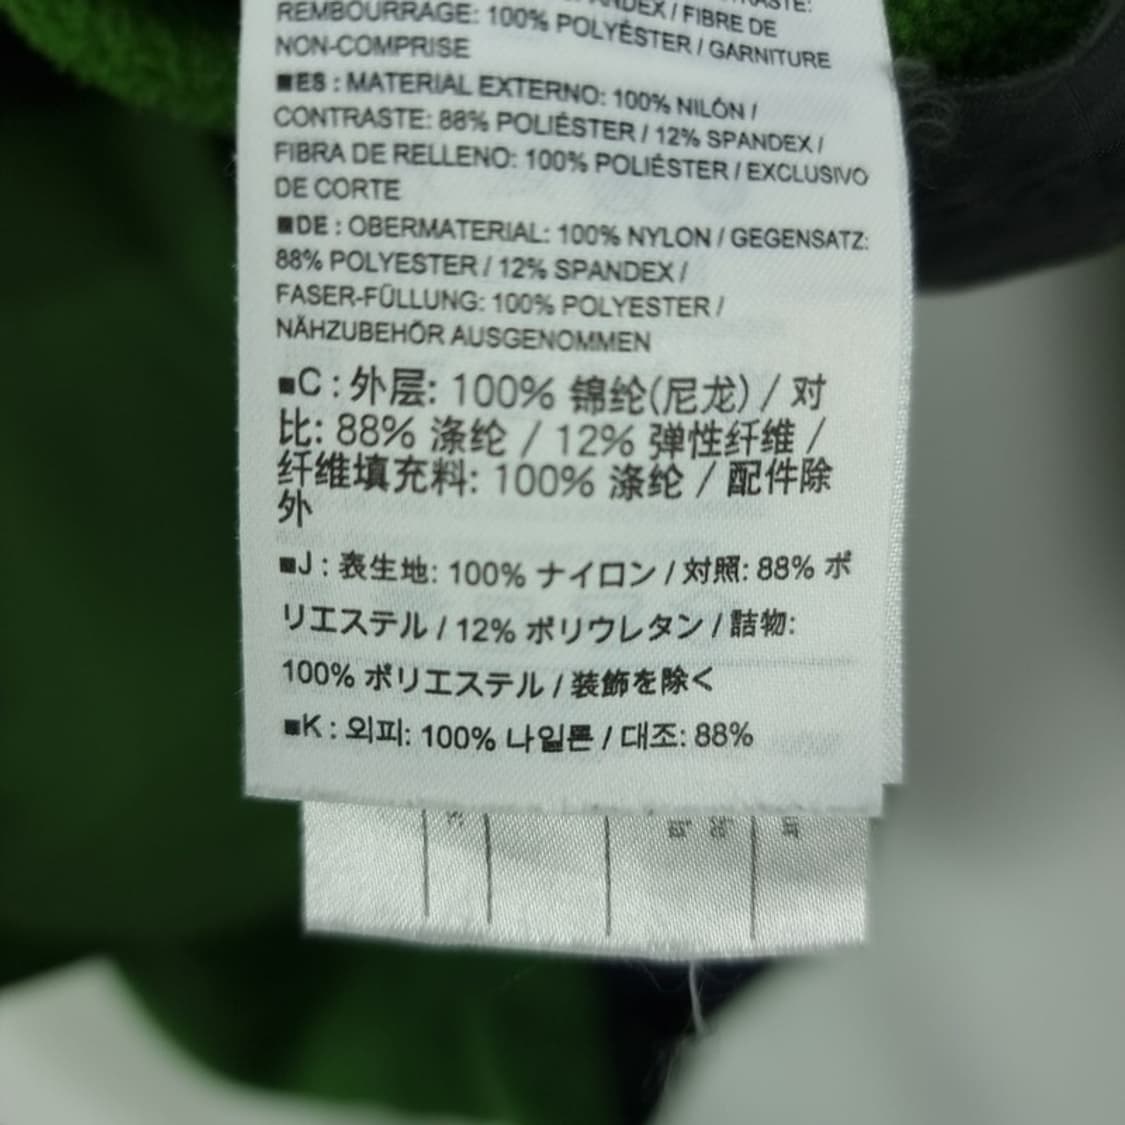 REMBOURRAGE: 100% POLYÉSTER / GARNITURE
NON-COMPRISE
■ES : MATERIAL EXTERNO: 100% NILÓN /
CONTRASTE: 88% POLIÉSTER / 12% SPANDEX /
FIBRA DE RELLENO: 100% POLIÉSTER / EXCLUSIVO
DE CORTE
■DE : OBERMATERIAL: 100% NYLON / GEGENSATZ:
88% POLYESTER / 12% SPANDEX /
FASER-FÜLLUNG: 100% POLYESTER /
NÄHZUBEHÖR AUSGENOMMEN
■C : 外层: 100% 锦纶(尼龙) / 对
比: 88% 涤纶 / 12% 弹性纤维 /
纤维填充料: 100% 涤纶 / 配件除
外
■J : 表生地: 100% ナイロン / 対照: 88% ポ
リエステル / 12% ポリウレタン / 詰物:
100% ポリエステル / 装飾を除く
■K : 외피: 100% 나일론 / 대조: 88%